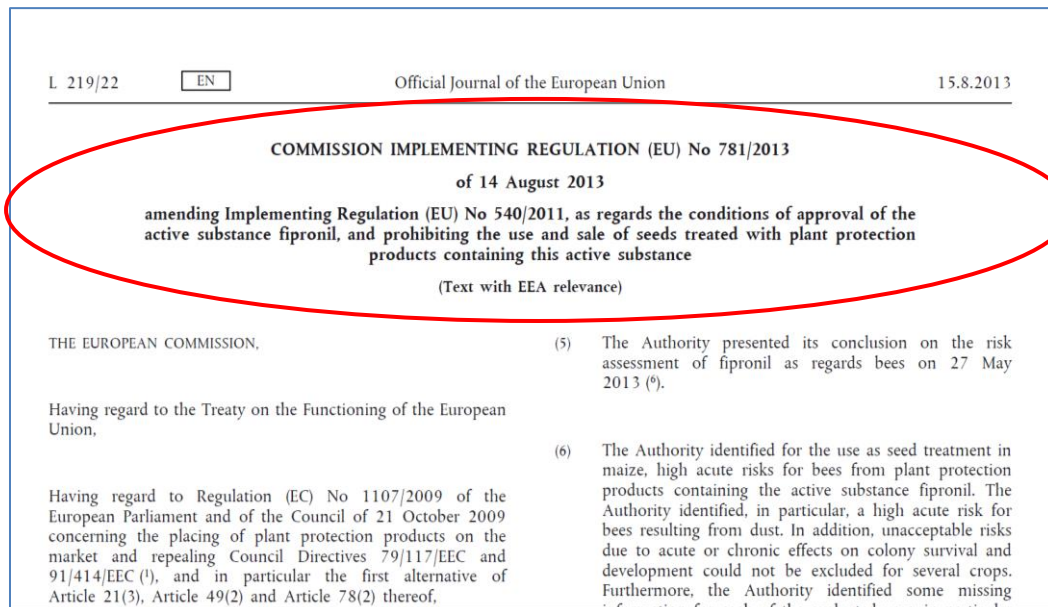 L 219/22 EN Official Journal of the European Union 15.8.2013
COMMISSION IMPLEMENTING REGULATION (EU) No 781/2013
of 14 August 2013
amending Implementing Regulation (EU) No 540/2011, as regards the conditions of approval of the
active substance fipronil, and prohibiting the use and sale of seeds treated with plant protection
products containing this active substance
(Text with EEA relevance)
THE EUROPEAN COMMISSION,
Having regard to the Treaty on the Functioning of the European
Union,
Having regard to Regulation (EC) No 1107/2009 of the
European Parliament and of the Council of 21 October 2009
concerning the placing of plant protection products on the
market and repealing Council Directives 79/117/EEC and
91/414/EEC (¹), and in particular the first alternative of
Article 21(3), Article 49(2) and Article 78(2) thereof,
(5) The Authority presented its conclusion on the risk
assessment of fipronil as regards bees on 27 May
2013 (⁶).
(6) The Authority identified for the use as seed treatment in
maize, high acute risks for bees from plant protection
products containing the active substance fipronil. The
Authority identified, in particular, a high acute risk for
bees resulting from dust. In addition, unacceptable risks
due to acute or chronic effects on colony survival and
development could not be excluded for several crops.
Furthermore, the Authority identified some missing